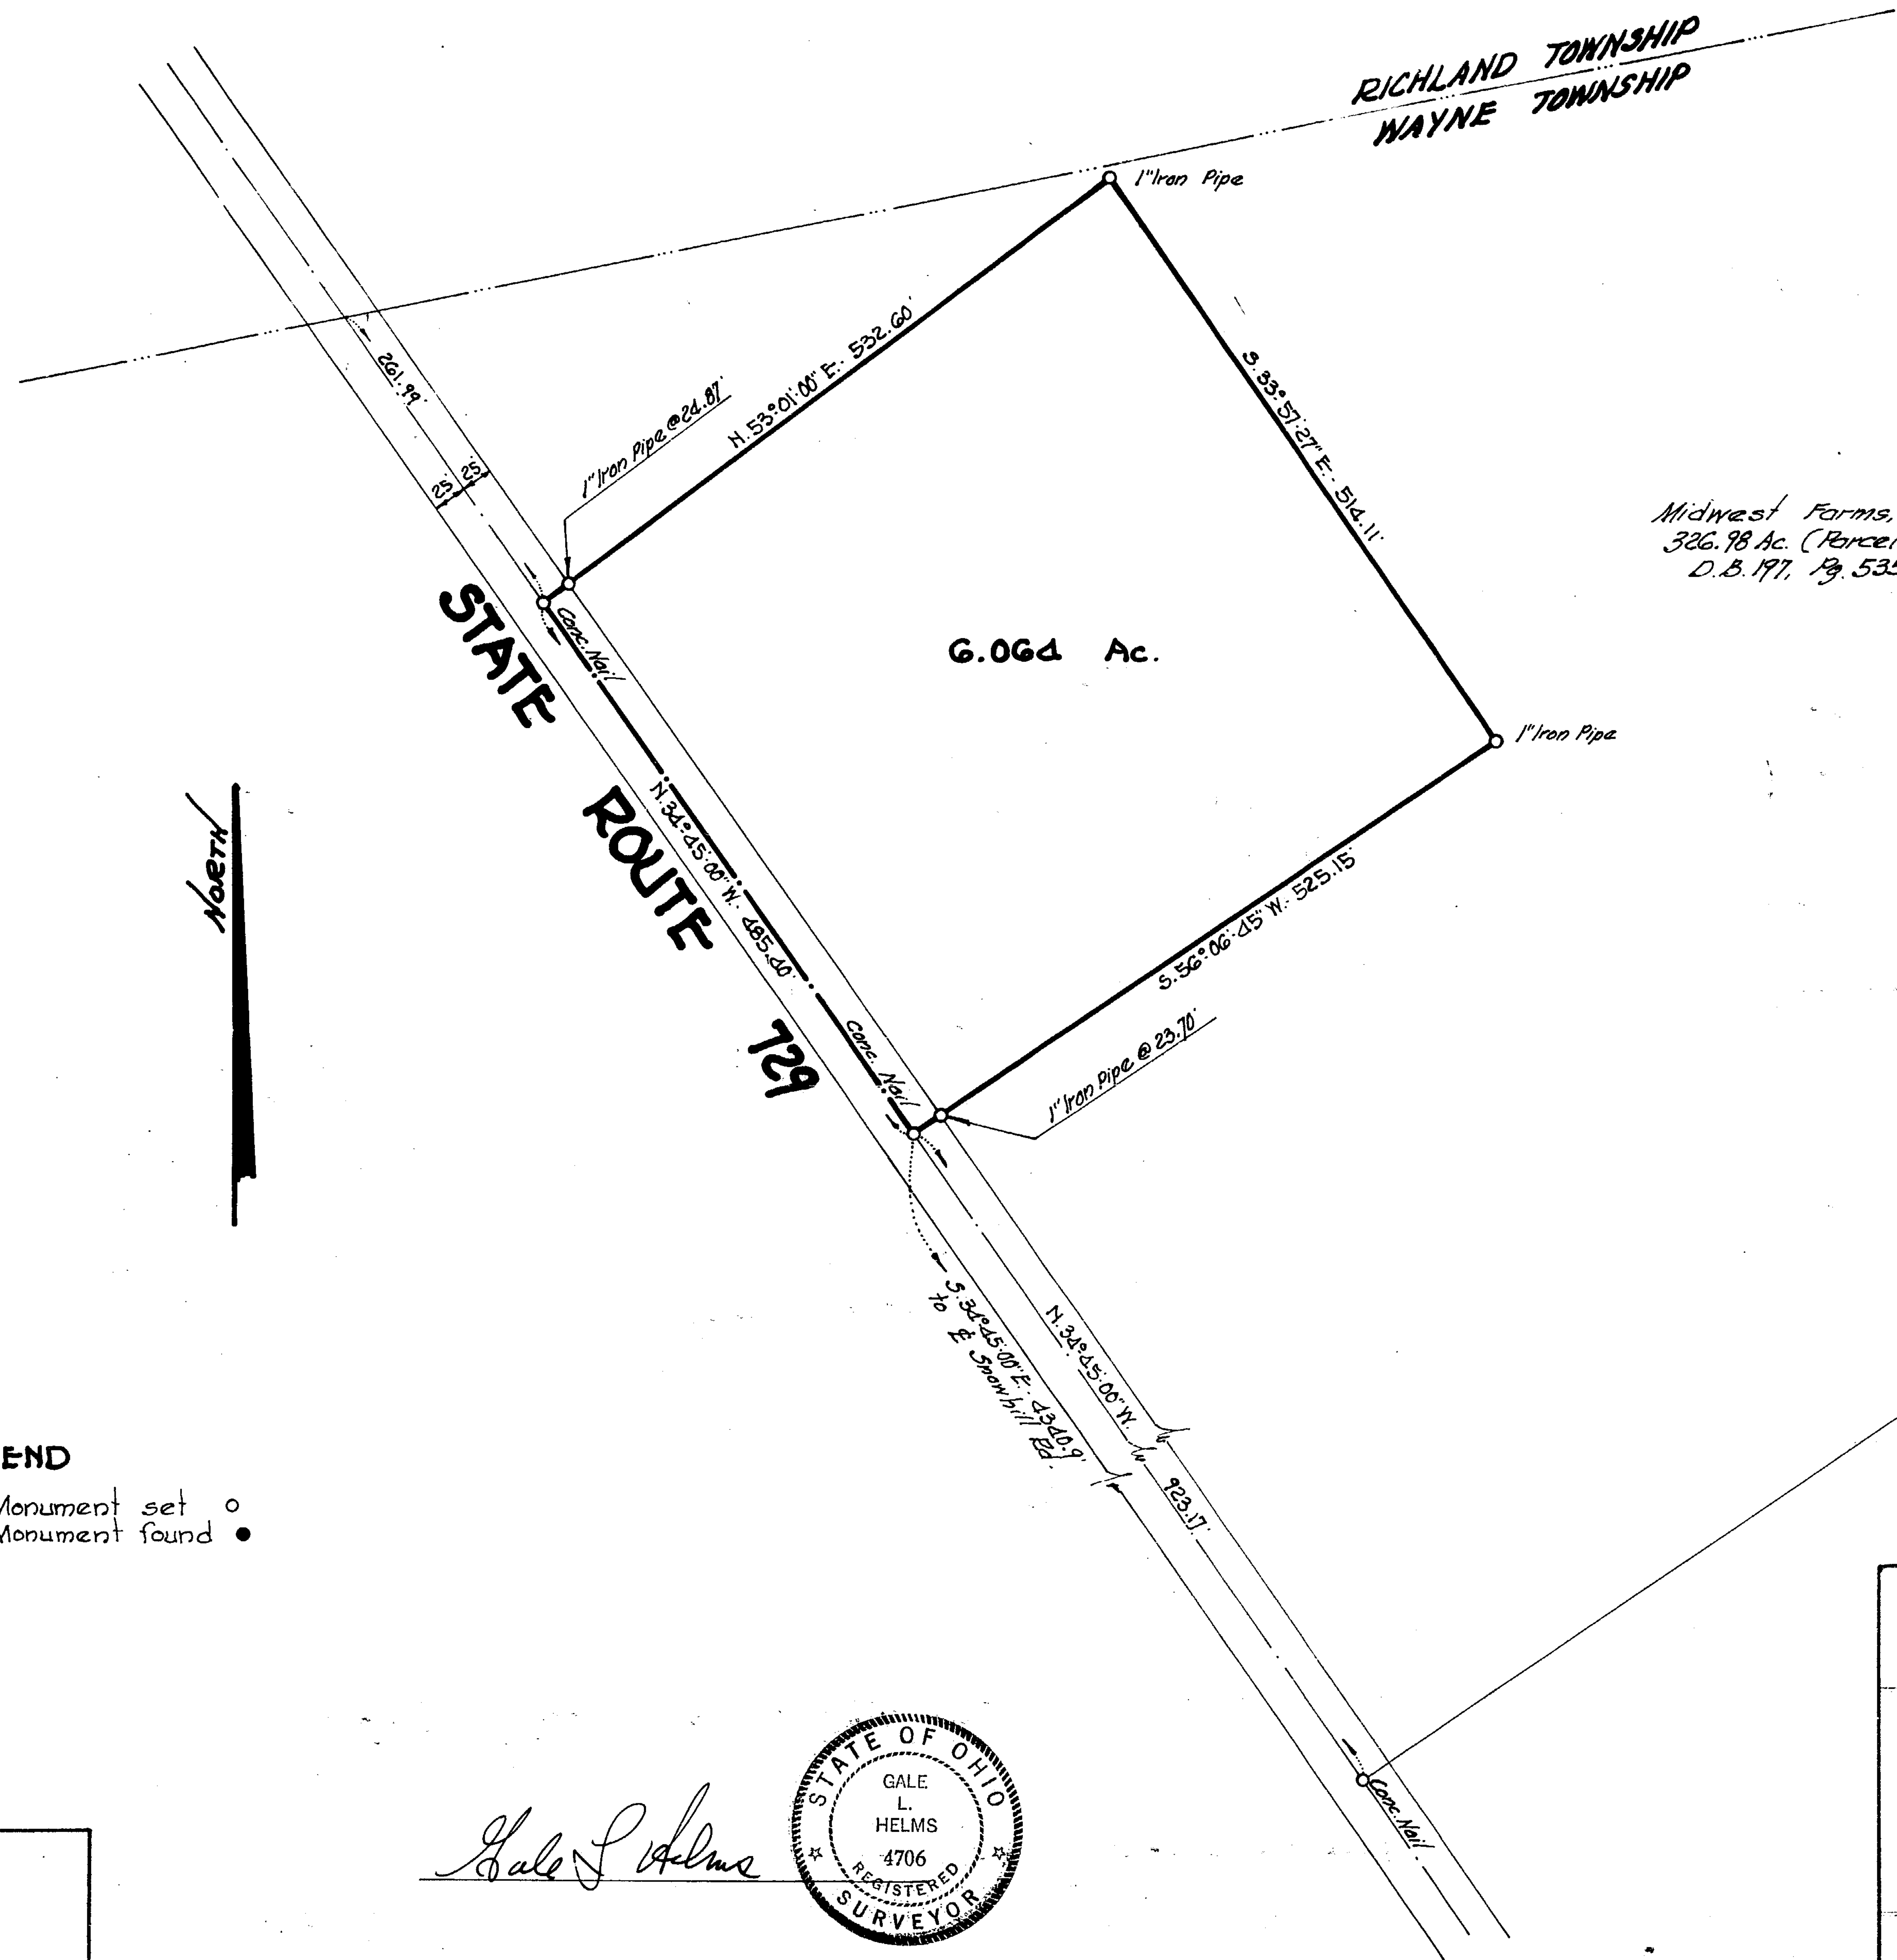 RICHLAND TOWNSHIP
WAYNE TOWNSHIP
1" Iron Pipe
261.99'
25' 25'
1" Iron Pipe @ 24.87'
N. 53°01'00" E. 532.60'
S. 33°57'27" E. - 514.11'
Midwest Farms,
326.98 Ac. (Parcel
D.B. 197, Pg. 535
Conc. Nail
6.064 Ac.
1" Iron Pipe
STATE ROUTE 729
NORTH
N. 34°45'00" W. 485.40'
S. 56°06'45" W. - 525.15'
Conc. Nail
1" Iron Pipe @ 23.70'
S. 34°45'00" E. 4340.9'
to ℄ Snowhill Rd.
N. 34°45'00" W.
923.17'
END
Monument set ○
Monument found ●
Conc. Nail
Gale L Helms
STATE OF OHIO
GALE
L.
HELMS
4706
REGISTERED
SURVEYOR